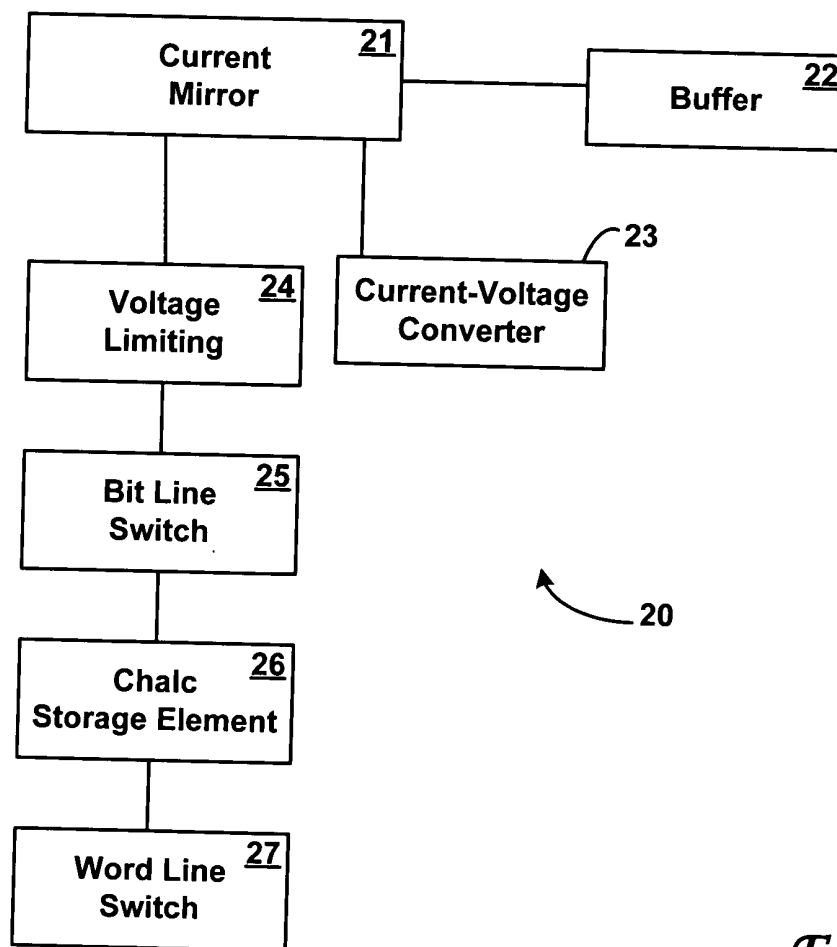 21
Current
Mirror
22
Buffer
23
24
Voltage
Limiting
Current-Voltage
Converter
25
Bit Line
Switch
20
26
Chalc
Storage Element
27
Word Line
Switch